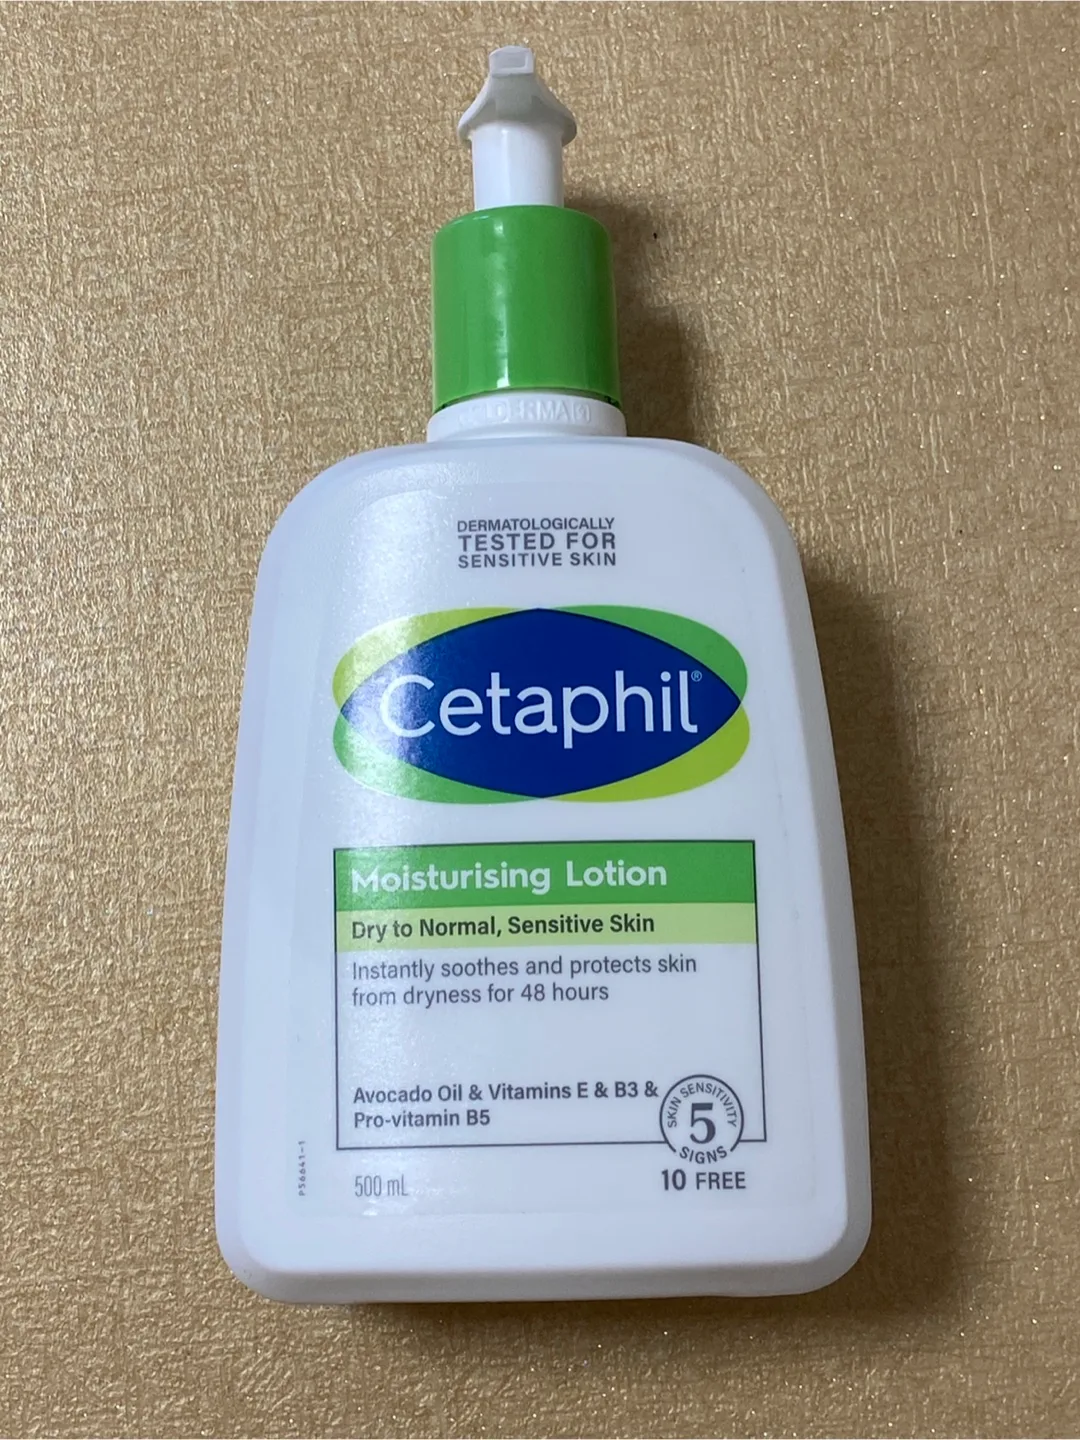 DERMATOLOGICALLY
TESTED FOR
SENSITIVE SKIN
Cetaphil®
Moisturising Lotion
Dry to Normal, Sensitive Skin
Instantly soothes and protects skin
from dryness for 48 hours
Avocado Oil & Vitamins E & B3 &
Pro-vitamin B5
SKIN SENSITIVITY
5
SIGNS
10 FREE
500 mL
P56641-1